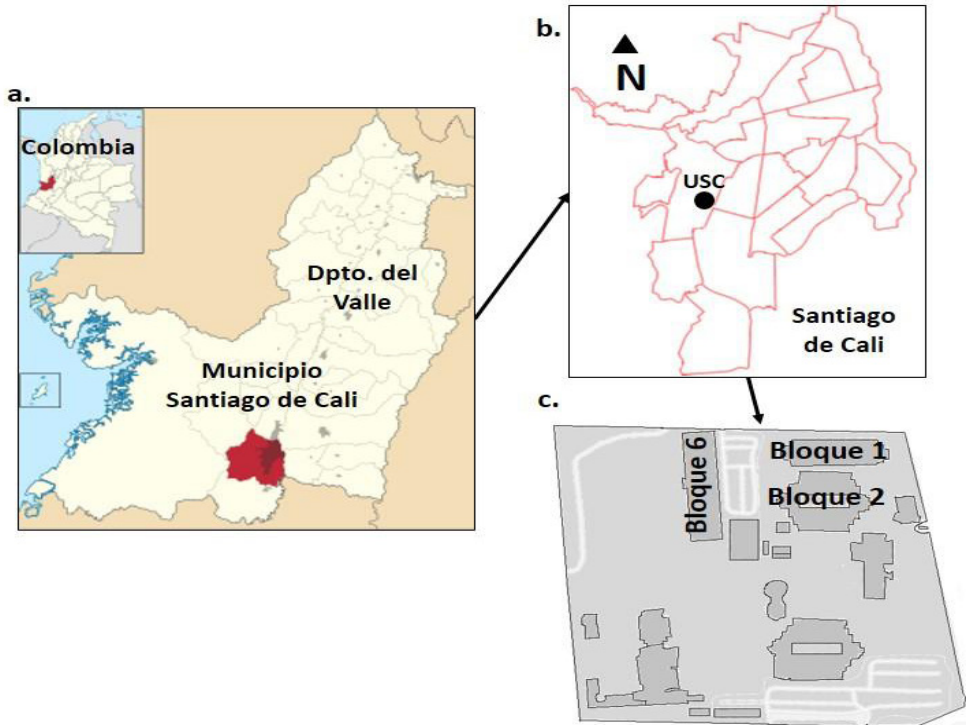 a.
Colombia
Dpto. del
Valle
Municipio
Santiago de Cali
b.
N
USC
Santiago
de Cali
c.
Bloque 6
Bloque 1
Bloque 2